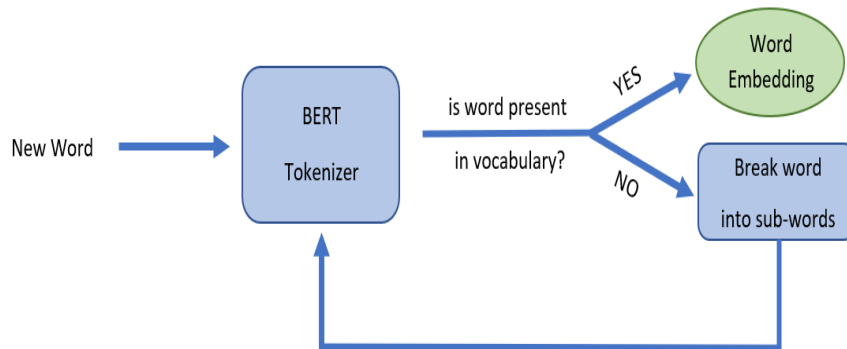 New Word
BERT
Tokenizer
is word present
in vocabulary?
YES
NO
Word
Embedding
Break word
into sub-words